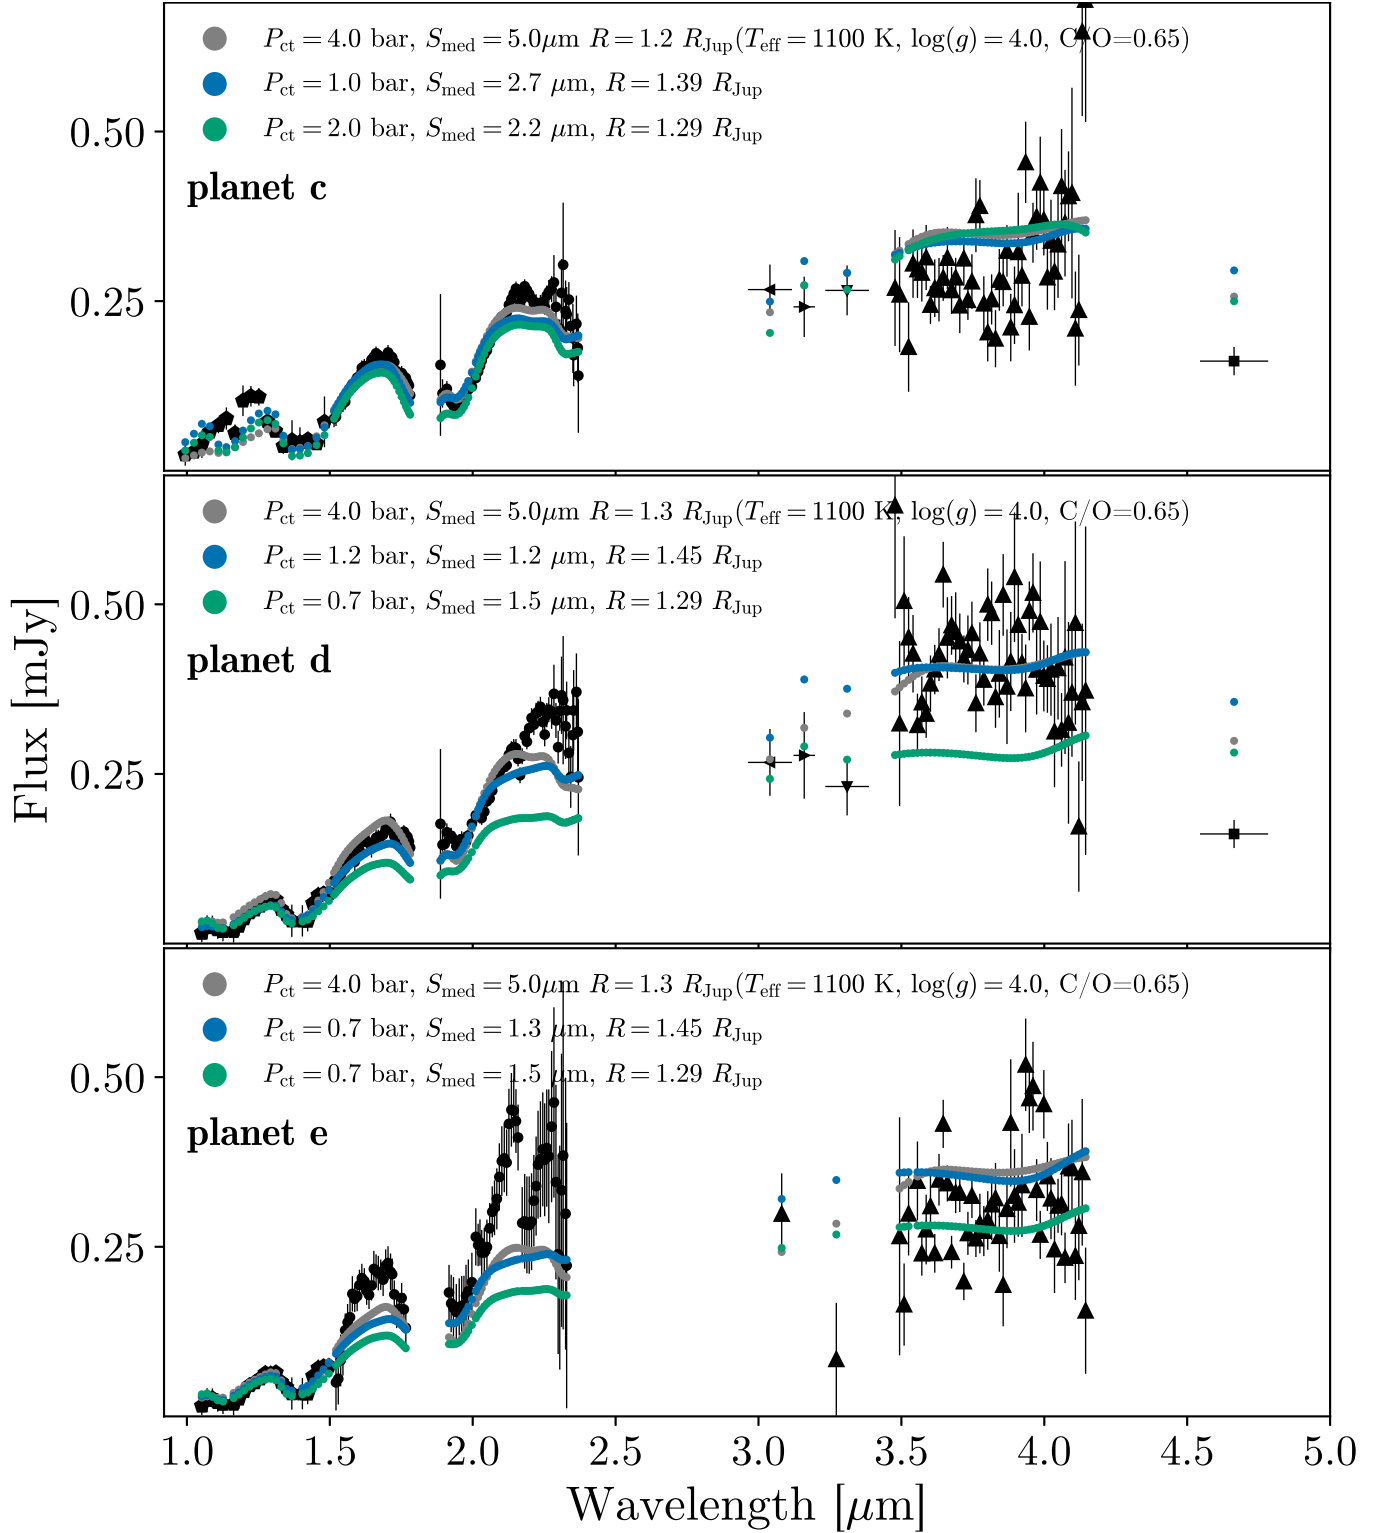 P_ct = 4.0 bar, S_med = 5.0μm R = 1.2 R_Jup(T_eff = 1100 K, log(g) = 4.0, C/O=0.65)
P_ct = 1.0 bar, S_med = 2.7 μm, R = 1.39 R_Jup
P_ct = 2.0 bar, S_med = 2.2 μm, R = 1.29 R_Jup
planet c
0.50
0.25
P_ct = 4.0 bar, S_med = 5.0μm R = 1.3 R_Jup(T_eff = 1100 K, log(g) = 4.0, C/O=0.65)
P_ct = 1.2 bar, S_med = 1.2 μm, R = 1.45 R_Jup
P_ct = 0.7 bar, S_med = 1.5 μm, R = 1.29 R_Jup
planet d
0.50
0.25
Flux [mJy]
P_ct = 4.0 bar, S_med = 5.0μm R = 1.3 R_Jup(T_eff = 1100 K, log(g) = 4.0, C/O=0.65)
P_ct = 0.7 bar, S_med = 1.3 μm, R = 1.45 R_Jup
P_ct = 0.7 bar, S_med = 1.5 μm, R = 1.29 R_Jup
planet e
0.50
0.25
1.0 1.5 2.0 2.5 3.0 3.5 4.0 4.5 5.0
Wavelength [μm]